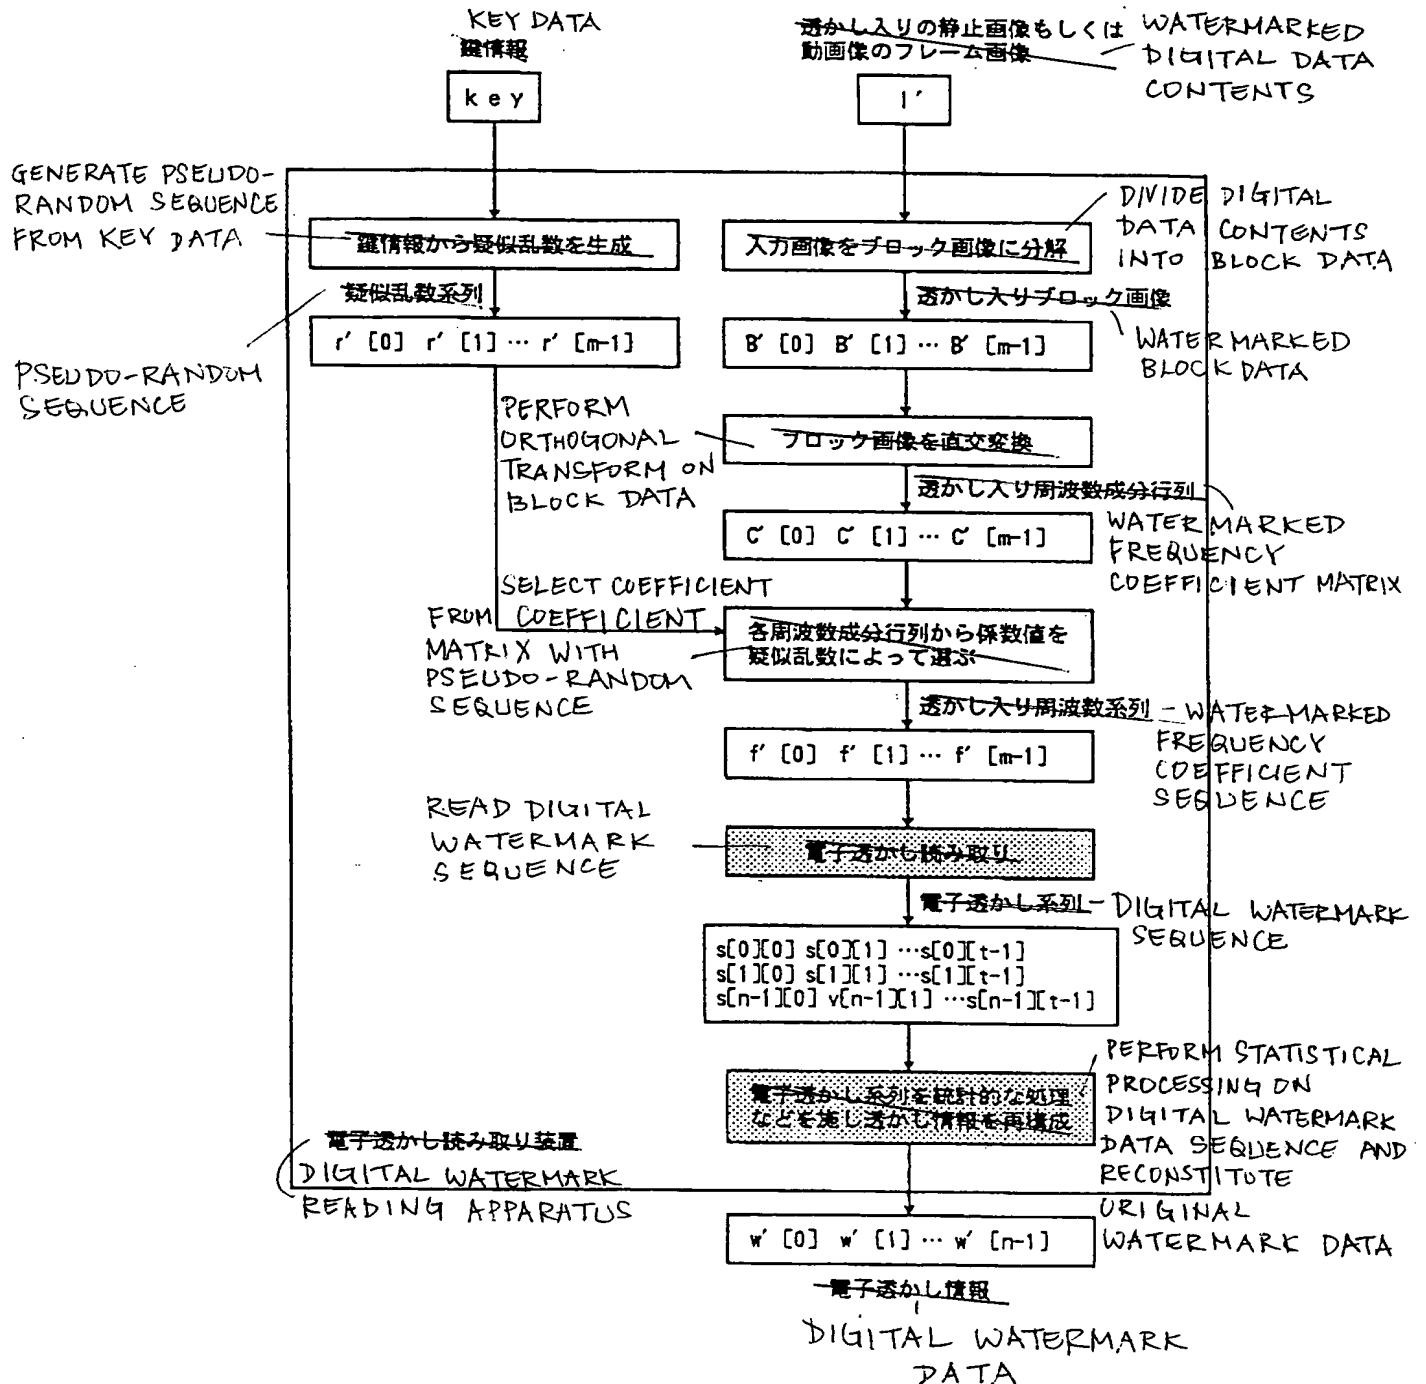 KEY DATA
鍵情報
key
透かし入りの静止画像もしくは
動画像のフレーム画像
WATERMARKED
DIGITAL DATA
CONTENTS
I′
GENERATE PSEUDO-
RANDOM SEQUENCE
FROM KEY DATA
鍵情報から疑似乱数を生成
入力画像をブロック画像に分解
DIVIDE DIGITAL
DATA CONTENTS
INTO BLOCK DATA
疑似乱数系列
透かし入りブロック画像
r′ [0] r′ [1] … r′ [m-1]
B′ [0] B′ [1] … B′ [m-1]
WATERMARKED
BLOCK DATA
PSEUDO-RANDOM
SEQUENCE
PERFORM
ORTHOGONAL
TRANSFORM ON
BLOCK DATA
ブロック画像を直交変換
透かし入り周波数成分行列
C′ [0] C′ [1] … C′ [m-1]
WATERMARKED
FREQUENCY
COEFFICIENT MATRIX
SELECT COEFFICIENT
FROM COEFFICIENT
MATRIX WITH
PSEUDO-RANDOM
SEQUENCE
各周波数成分行列から係数値を
疑似乱数によって選ぶ
透かし入り周波数系列
WATERMARKED
FREQUENCY
COEFFICIENT
SEQUENCE
f′ [0] f′ [1] … f′ [m-1]
READ DIGITAL
WATERMARK
SEQUENCE
電子透かし読み取り
電子透かし系列
DIGITAL WATERMARK
SEQUENCE
s[0][0] s[0][1] …s[0][t-1]
s[1][0] s[1][1] …s[1][t-1]
s[n-1][0] v[n-1][1] …s[n-1][t-1]
電子透かし系列を統計的な処理
などを施し透かし情報を再構成
PERFORM STATISTICAL
PROCESSING ON
DIGITAL WATERMARK
DATA SEQUENCE AND
RECONSTITUTE
ORIGINAL
WATERMARK DATA
電子透かし読み取り装置
DIGITAL WATERMARK
READING APPARATUS
w′ [0] w′ [1] … w′ [n-1]
電子透かし情報
DIGITAL WATERMARK
DATA